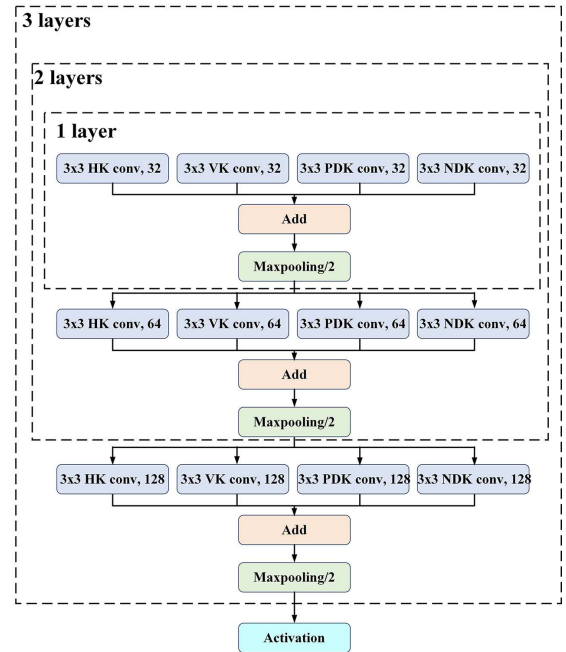 3 layers
2 layers
1 layer
3x3 HK conv, 32 3x3 VK conv, 32 3x3 PDK conv, 32 3x3 NDK conv, 32
Add
Maxpooling/2
3x3 HK conv, 64 3x3 VK conv, 64 3x3 PDK conv, 64 3x3 NDK conv, 64
Add
Maxpooling/2
3x3 HK conv, 128 3x3 VK conv, 128 3x3 PDK conv, 128 3x3 NDK conv, 128
Add
Maxpooling/2
Activation